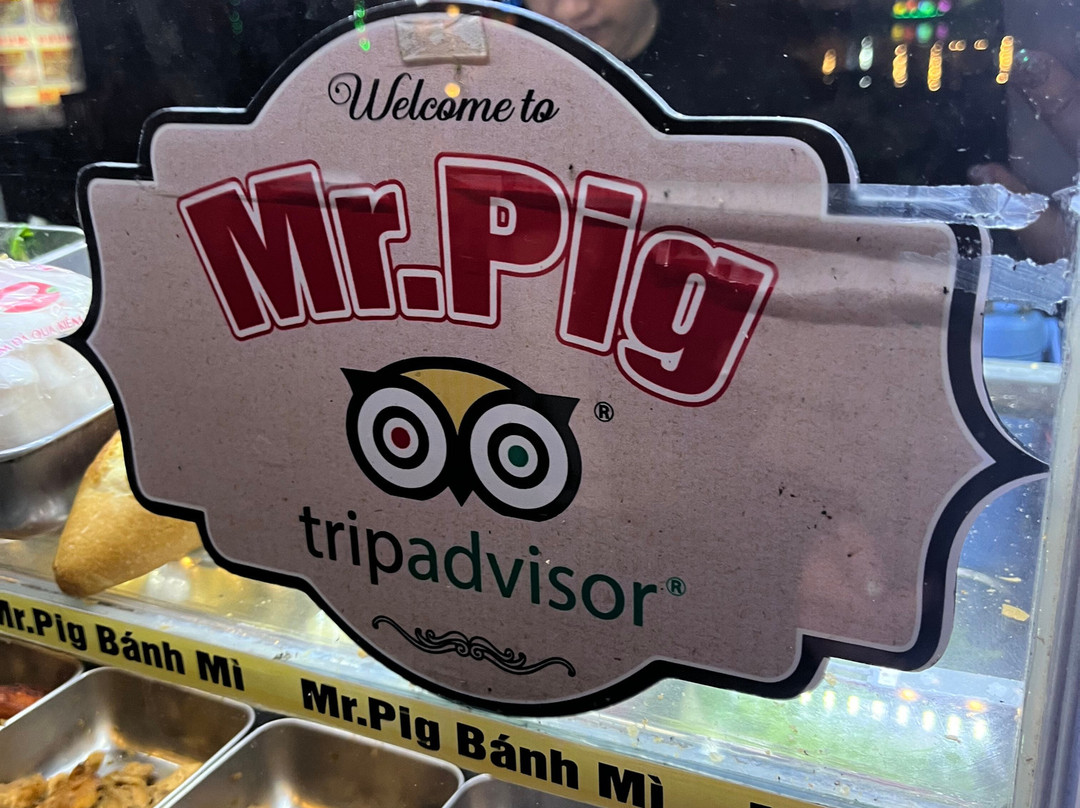 Welcome to
Mr.Pig
®
tripadvisor®
Mr.Pig Bánh Mì
Mr.Pig Bánh Mì